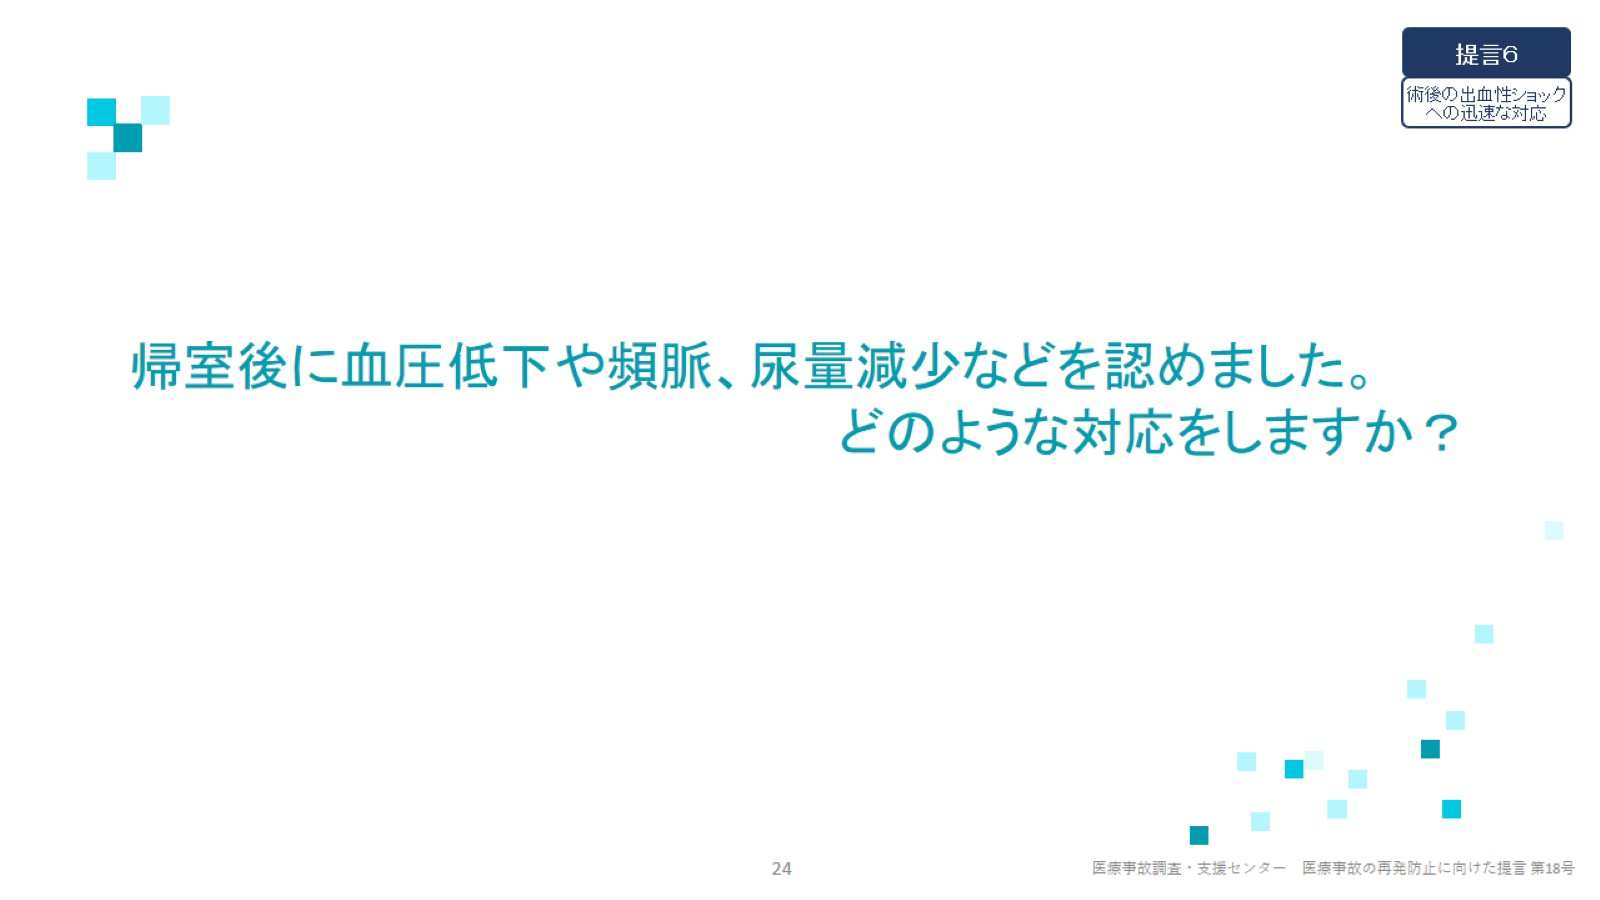 提言6
術後の出血性ショック
への迅速な対応
帰室後に血圧低下や頻脈、尿量減少などを認めました。
どのような対応をしますか？
24
医療事故調査・支援センター　医療事故の再発防止に向けた提言 第18号